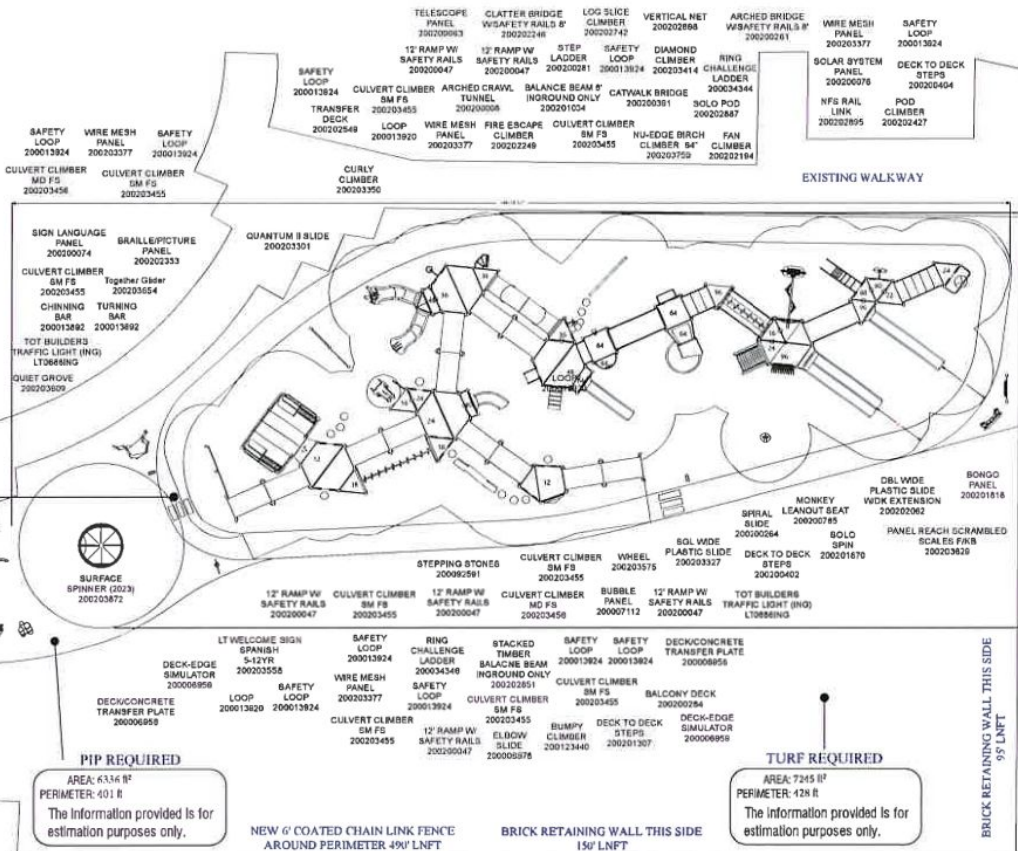 TELESCOPE
PANEL
200200063
CLATTER BRIDGE
W/SAFETY RAILS 8'
200202246
LOG SLICE
CLIMBER
200202742
VERTICAL NET
200202898
ARCHED BRIDGE
W/SAFETY RAILS 8'
200200261
WIRE MESH
PANEL
200203377
SAFETY
LOOP
200013924
12' RAMP W/
SAFETY RAILS
200200047
12' RAMP W/
SAFETY RAILS
200200047
STEP
LADDER
200200281
SAFETY
LOOP
200013924
DIAMOND
CLIMBER
200203414
RING
CHALLENGE
LADDER
200034344
SOLAR SYSTEM
PANEL
200200076
DECK TO DECK
STEPS
200200404
SAFETY
LOOP
200013924
CULVERT CLIMBER
SM FS
200203455
ARCHED CRAWL
TUNNEL
200200008
BALANCE BEAM 6'
INGROUND ONLY
200201034
CATWALK BRIDGE
200200391
SOLO POD
200202887
NFS RAIL
LINK
200202895
POD
CLIMBER
200202427
TRANSFER
DECK
200202549
LOOP
200013920
WIRE MESH
PANEL
200203377
FIRE ESCAPE
CLIMBER
200202249
CULVERT CLIMBER
SM FS
200203455
NU-EDGE BIRCH
CLIMBER 64"
200203759
FAN
CLIMBER
200202194
SAFETY
LOOP
200013924
WIRE MESH
PANEL
200203377
SAFETY
LOOP
200013924
CULVERT CLIMBER
MD FS
200203456
CULVERT CLIMBER
SM FS
200203455
CURLY
CLIMBER
200203350
EXISTING WALKWAY
SIGN LANGUAGE
PANEL
200200074
BRAILLE/PICTURE
PANEL
200202333
QUANTUM II SLIDE
200203301
CULVERT CLIMBER
SM FS
200203455
Together Glider
200203654
CHINNING
BAR
200013892
TURNING
BAR
200013892
TOT BUILDERS
TRAFFIC LIGHT (ING)
LT0686ING
QUIET GROVE
200203609
LOOP
SURFACE
SPINNER (2023)
200203872
DBL WIDE
PLASTIC SLIDE
W/DK EXTENSION
200202062
BONGO
PANEL
200201818
SPIRAL
SLIDE
200200264
MONKEY
LEANOUT SEAT
200200785
SOLO
SPIN
200201670
PANEL REACH SCRAMBLED
SCALES F/KB
200203629
STEPPING STONES
200092591
CULVERT CLIMBER
SM FS
200203455
WHEEL
200203575
SGL WIDE
PLASTIC SLIDE
200203327
DECK TO DECK
STEPS
200200402
12' RAMP W/
SAFETY RAILS
200200047
CULVERT CLIMBER
SM FS
200203455
12' RAMP W/
SAFETY RAILS
200200047
CULVERT CLIMBER
MD FS
200203456
BUBBLE
PANEL
200007112
12' RAMP W/
SAFETY RAILS
200200047
TOT BUILDERS
TRAFFIC LIGHT (ING)
LT0686ING
DECK-EDGE
SIMULATOR
200006958
LT WELCOME SIGN
SPANISH
5-12YR
200203558
SAFETY
LOOP
200013924
RING
CHALLENGE
LADDER
200034346
STACKED
TIMBER
BALACNE BEAM
INGROUND ONLY
200202851
SAFETY
LOOP
200013924
SAFETY
LOOP
200013924
DECK/CONCRETE
TRANSFER PLATE
200006958
DECK/CONCRETE
TRANSFER PLATE
200006958
LOOP
200013920
SAFETY
LOOP
200013924
WIRE MESH
PANEL
200203377
SAFETY
LOOP
200013924
CULVERT CLIMBER
SM FS
200203455
CULVERT CLIMBER
SM FS
200203455
BALCONY DECK
200200284
CULVERT CLIMBER
SM FS
200203455
12' RAMP W/
SAFETY RAILS
200200047
ELBOW
SLIDE
200006976
BUMPY
CLIMBER
200123440
DECK TO DECK
STEPS
200201307
DECK-EDGE
SIMULATOR
200006958
PIP REQUIRED
AREA: 6336 ft²
PERIMETER: 401 ft
The information provided is for
estimation purposes only.
TURF REQUIRED
AREA: 7245 ft²
PERIMETER: 428 ft
The information provided is for
estimation purposes only.
NEW 6' COATED CHAIN LINK FENCE
AROUND PERIMETER 490' LNFT
BRICK RETAINING WALL THIS SIDE
150' LNFT
BRICK RETAINING WALL THIS SIDE
95' LNFT